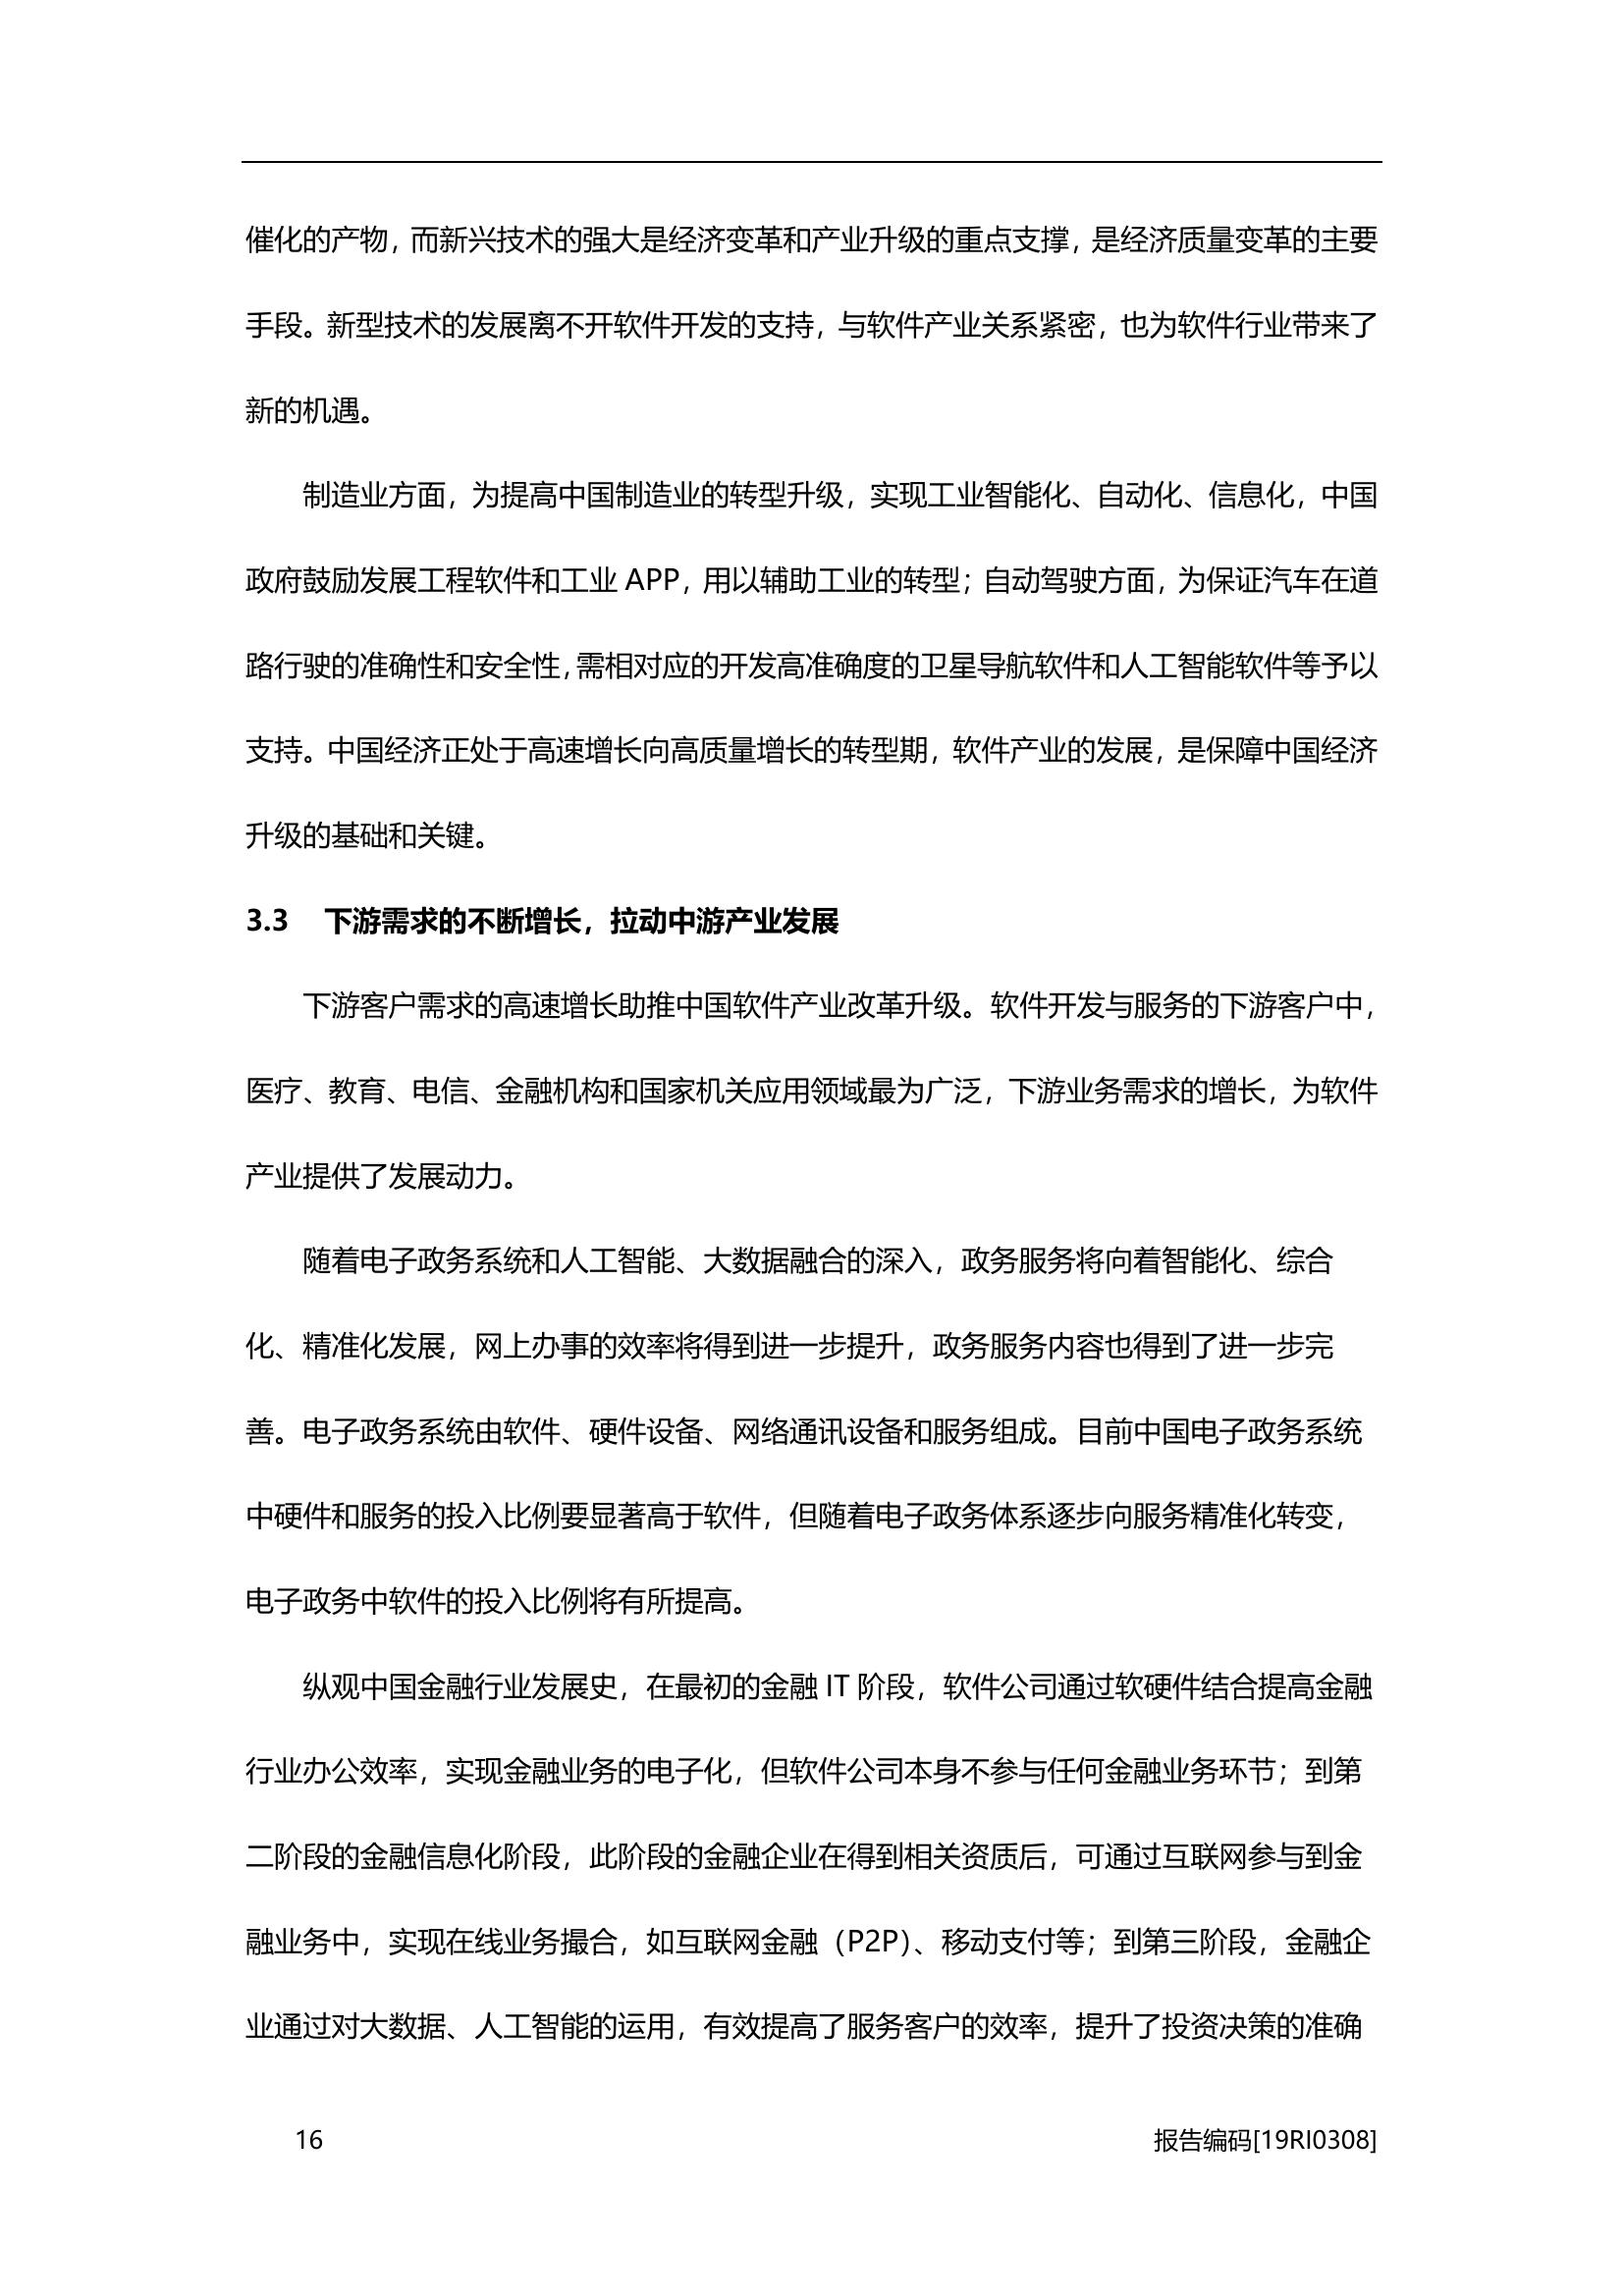 催化的产物，而新兴技术的强大是经济变革和产业升级的重点支撑，是经济质量变革的主要
手段。新型技术的发展离不开软件开发的支持，与软件产业关系紧密，也为软件行业带来了
新的机遇。
制造业方面，为提高中国制造业的转型升级，实现工业智能化、自动化、信息化，中国
政府鼓励发展工程软件和工业 APP，用以辅助工业的转型；自动驾驶方面，为保证汽车在道
路行驶的准确性和安全性，需相对应的开发高准确度的卫星导航软件和人工智能软件等予以
支持。中国经济正处于高速增长向高质量增长的转型期，软件产业的发展，是保障中国经济
升级的基础和关键。
3.3 下游需求的不断增长，拉动中游产业发展
下游客户需求的高速增长助推中国软件产业改革升级。软件开发与服务的下游客户中，
医疗、教育、电信、金融机构和国家机关应用领域最为广泛，下游业务需求的增长，为软件
产业提供了发展动力。
随着电子政务系统和人工智能、大数据融合的深入，政务服务将向着智能化、综合
化、精准化发展，网上办事的效率将得到进一步提升，政务服务内容也得到了进一步完
善。电子政务系统由软件、硬件设备、网络通讯设备和服务组成。目前中国电子政务系统
中硬件和服务的投入比例要显著高于软件，但随着电子政务体系逐步向服务精准化转变，
电子政务中软件的投入比例将有所提高。
纵观中国金融行业发展史，在最初的金融 IT 阶段，软件公司通过软硬件结合提高金融
行业办公效率，实现金融业务的电子化，但软件公司本身不参与任何金融业务环节；到第
二阶段的金融信息化阶段，此阶段的金融企业在得到相关资质后，可通过互联网参与到金
融业务中，实现在线业务撮合，如互联网金融（P2P）、移动支付等；到第三阶段，金融企
业通过对大数据、人工智能的运用，有效提高了服务客户的效率，提升了投资决策的准确
16 报告编码[19RI0308]